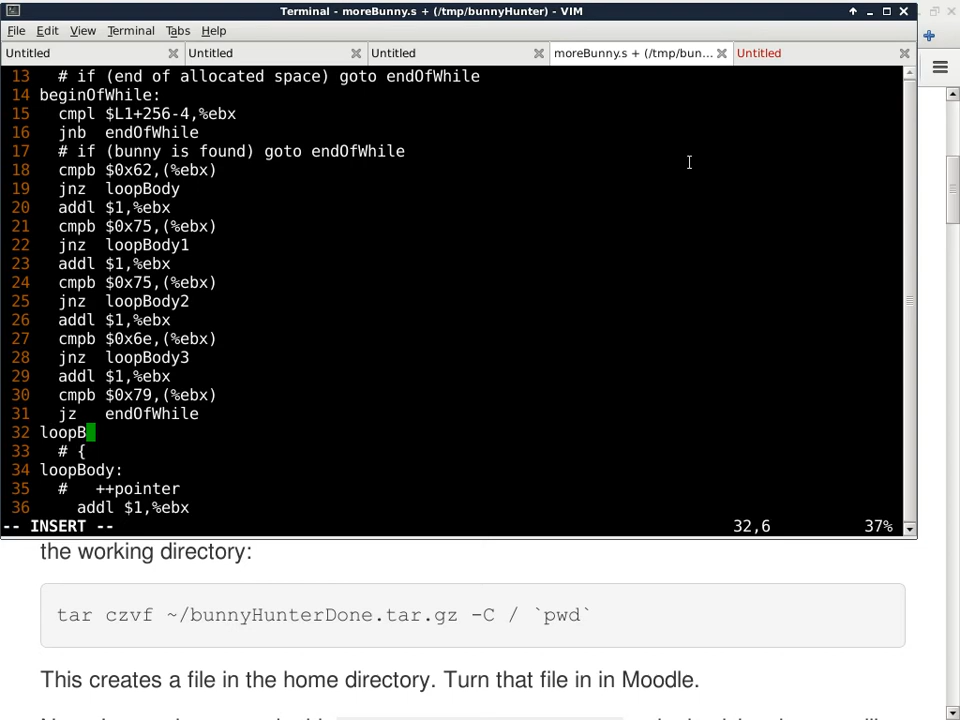 Terminal - moreBunny.s + (/tmp/bunnyHunter) - VIM
File Edit View Terminal Tabs Help
Untitled Untitled Untitled moreBunny.s + (/tmp/bun... Untitled
13 # if (end of allocated space) goto endOfWhile
14 beginOfWhile:
15 cmpl $L1+256-4,%ebx
16 jnb endOfWhile
17 # if (bunny is found) goto endOfWhile
18 cmpb $0x62,(%ebx)
19 jnz loopBody
20 addl $1,%ebx
21 cmpb $0x75,(%ebx)
22 jnz loopBody1
23 addl $1,%ebx
24 cmpb $0x75,(%ebx)
25 jnz loopBody2
26 addl $1,%ebx
27 cmpb $0x6e,(%ebx)
28 jnz loopBody3
29 addl $1,%ebx
30 cmpb $0x79,(%ebx)
31 jz endOfWhile
32 loopB
33 # {
34 loopBody:
35 # ++pointer
36 addl $1,%ebx
-- INSERT -- 32,6 37%
the working directory:
tar czvf ~/bunnyHunterDone.tar.gz -C / `pwd`
This creates a file in the home directory. Turn that file in in Moodle.